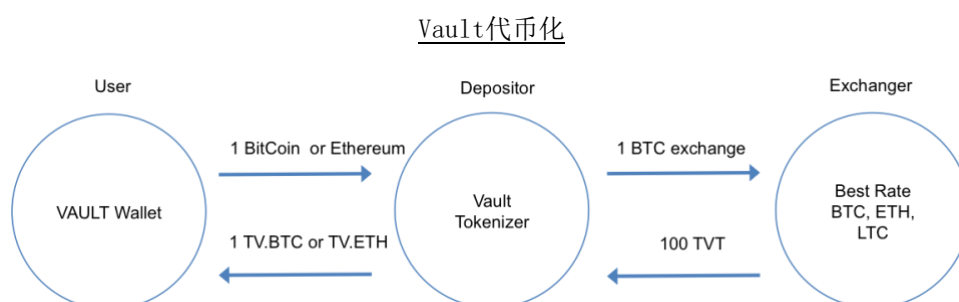 Vault代币化
User
Depositor
Exchanger
1 BitCoin or Ethereum
1 BTC exchange
VAULT Wallet
Vault
Tokenizer
Best Rate
BTC, ETH,
LTC
1 TV.BTC or TV.ETH
100 TVT